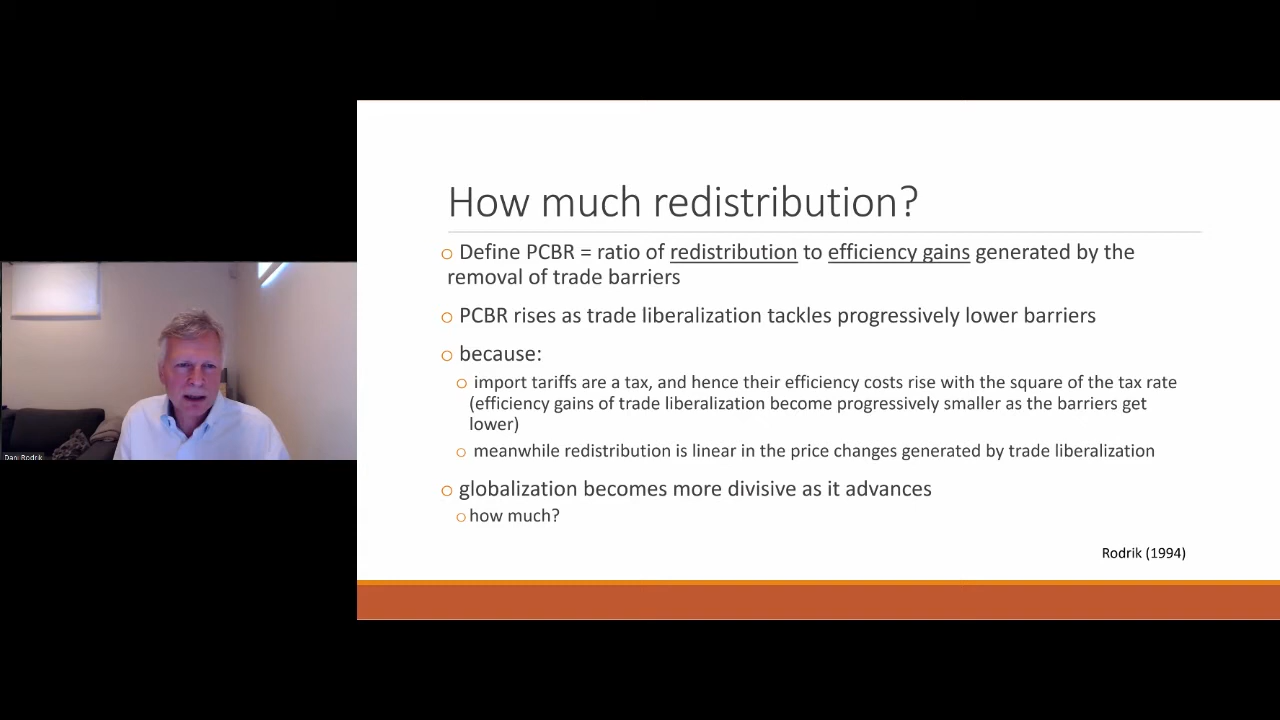 How much redistribution?
o Define PCBR = ratio of redistribution to efficiency gains generated by the
removal of trade barriers
o PCBR rises as trade liberalization tackles progressively lower barriers
o because:
o import tariffs are a tax, and hence their efficiency costs rise with the square of the tax rate
(efficiency gains of trade liberalization become progressively smaller as the barriers get
lower)
o meanwhile redistribution is linear in the price changes generated by trade liberalization
o globalization becomes more divisive as it advances
o how much?
Rodrik (1994)
Dani Rodrik